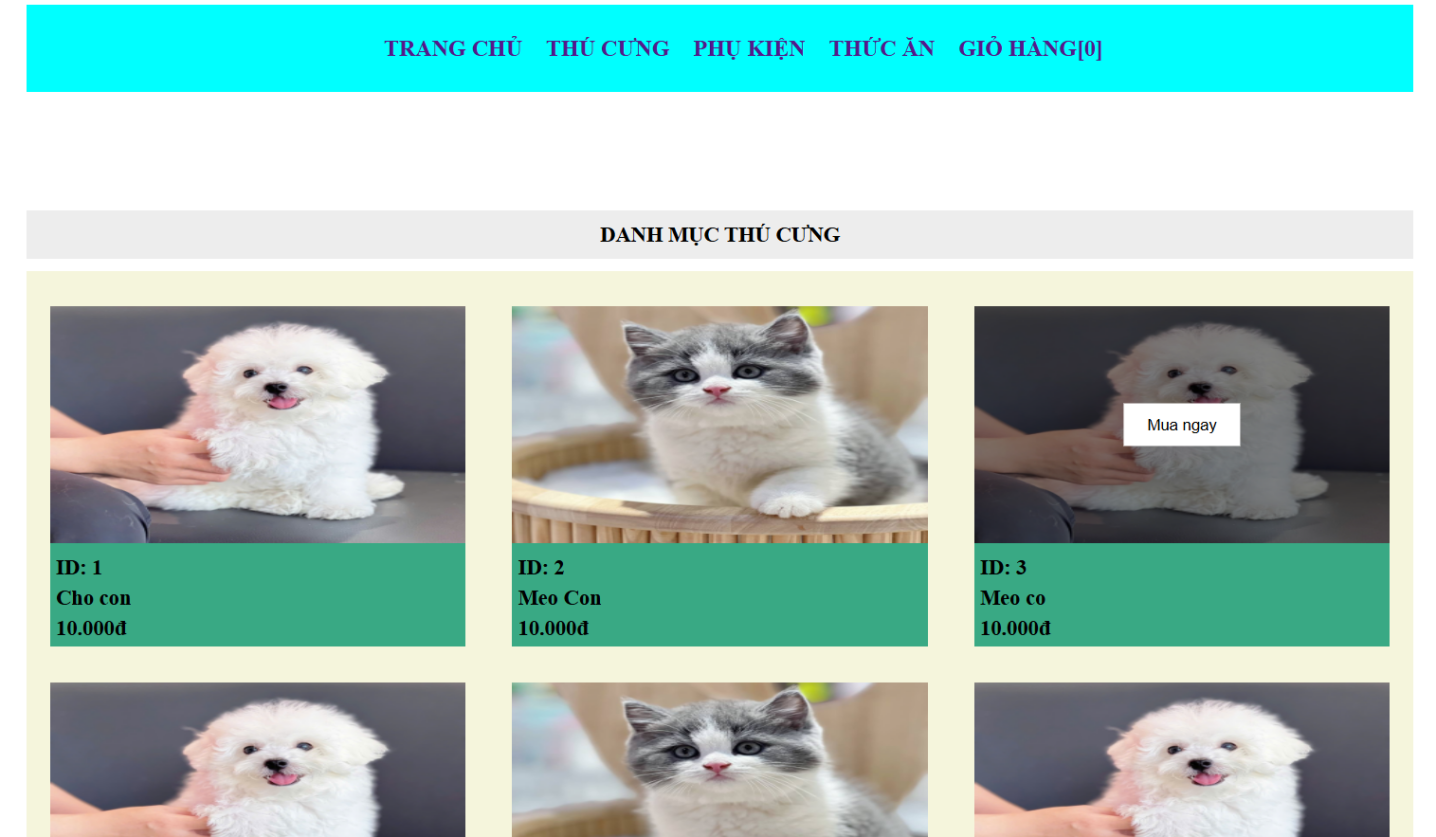 TRANG CHỦ THÚ CƯNG PHỤ KIỆN THỨC ĂN GIỎ HÀNG[0]
DANH MỤC THÚ CƯNG
Mua ngay
ID: 1
Cho con
10.000đ
ID: 2
Meo Con
10.000đ
ID: 3
Meo co
10.000đ